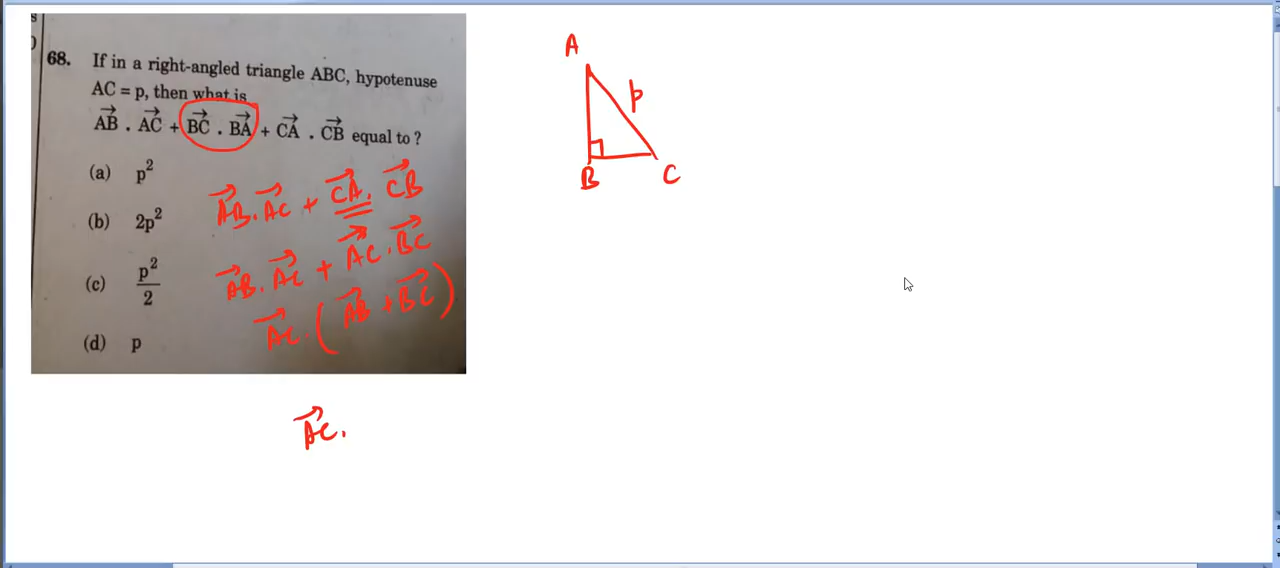 s
68. If in a right-angled triangle ABC, hypotenuse
AC = p, then what is
→AB . →AC + →BC . →BA + →CA . →CB equal to ?
(a) p²
(b) 2p²
(c) p²/2
(d) p
→AB . →AC + →CA . →CB
→AB . →AC + →AC . →BC
→AC . (→AB + →BC)
→AC .
A
p
B
C